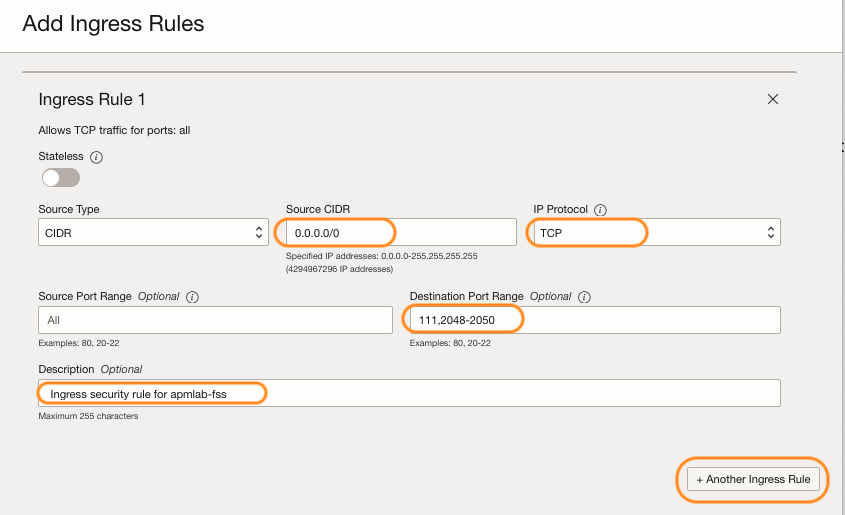 Add Ingress Rules
Ingress Rule 1
Allows TCP traffic for ports: all
Stateless
Source Type
Source CIDR
IP Protocol
CIDR
0.0.0.0/0
TCP
Specified IP addresses: 0.0.0.0-255.255.255.255
(4294967296 IP addresses)
Source Port Range Optional
Destination Port Range Optional
All
111,2048-2050
Examples: 80, 20-22
Examples: 80, 20-22
Description Optional
Ingress security rule for apmlab-fss
Maximum 255 characters
+ Another Ingress Rule